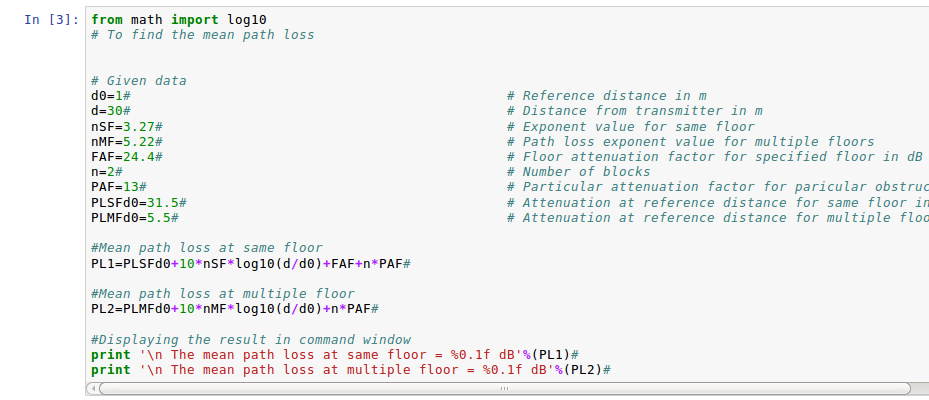 In [3]: from math import log10
# To find the mean path loss
# Given data
d0=1# # Reference distance in m
d=30# # Distance from transmitter in m
nSF=3.27# # Exponent value for same floor
nMF=5.22# # Path loss exponent value for multiple floors
FAF=24.4# # Floor attenuation factor for specified floor in dB
n=2# # Number of blocks
PAF=13# # Particular attenuation factor for paricular obstruc
PLSFd0=31.5# # Attenuation at reference distance for same floor in
PLMFd0=5.5# # Attenuation at reference distance for multiple floo
#Mean path loss at same floor
PL1=PLSFd0+10*nSF*log10(d/d0)+FAF+n*PAF#
#Mean path loss at multiple floor
PL2=PLMFd0+10*nMF*log10(d/d0)+n*PAF#
#Displaying the result in command window
print '\n The mean path loss at same floor = %0.1f dB'%(PL1)#
print '\n The mean path loss at multiple floor = %0.1f dB'%(PL2)#